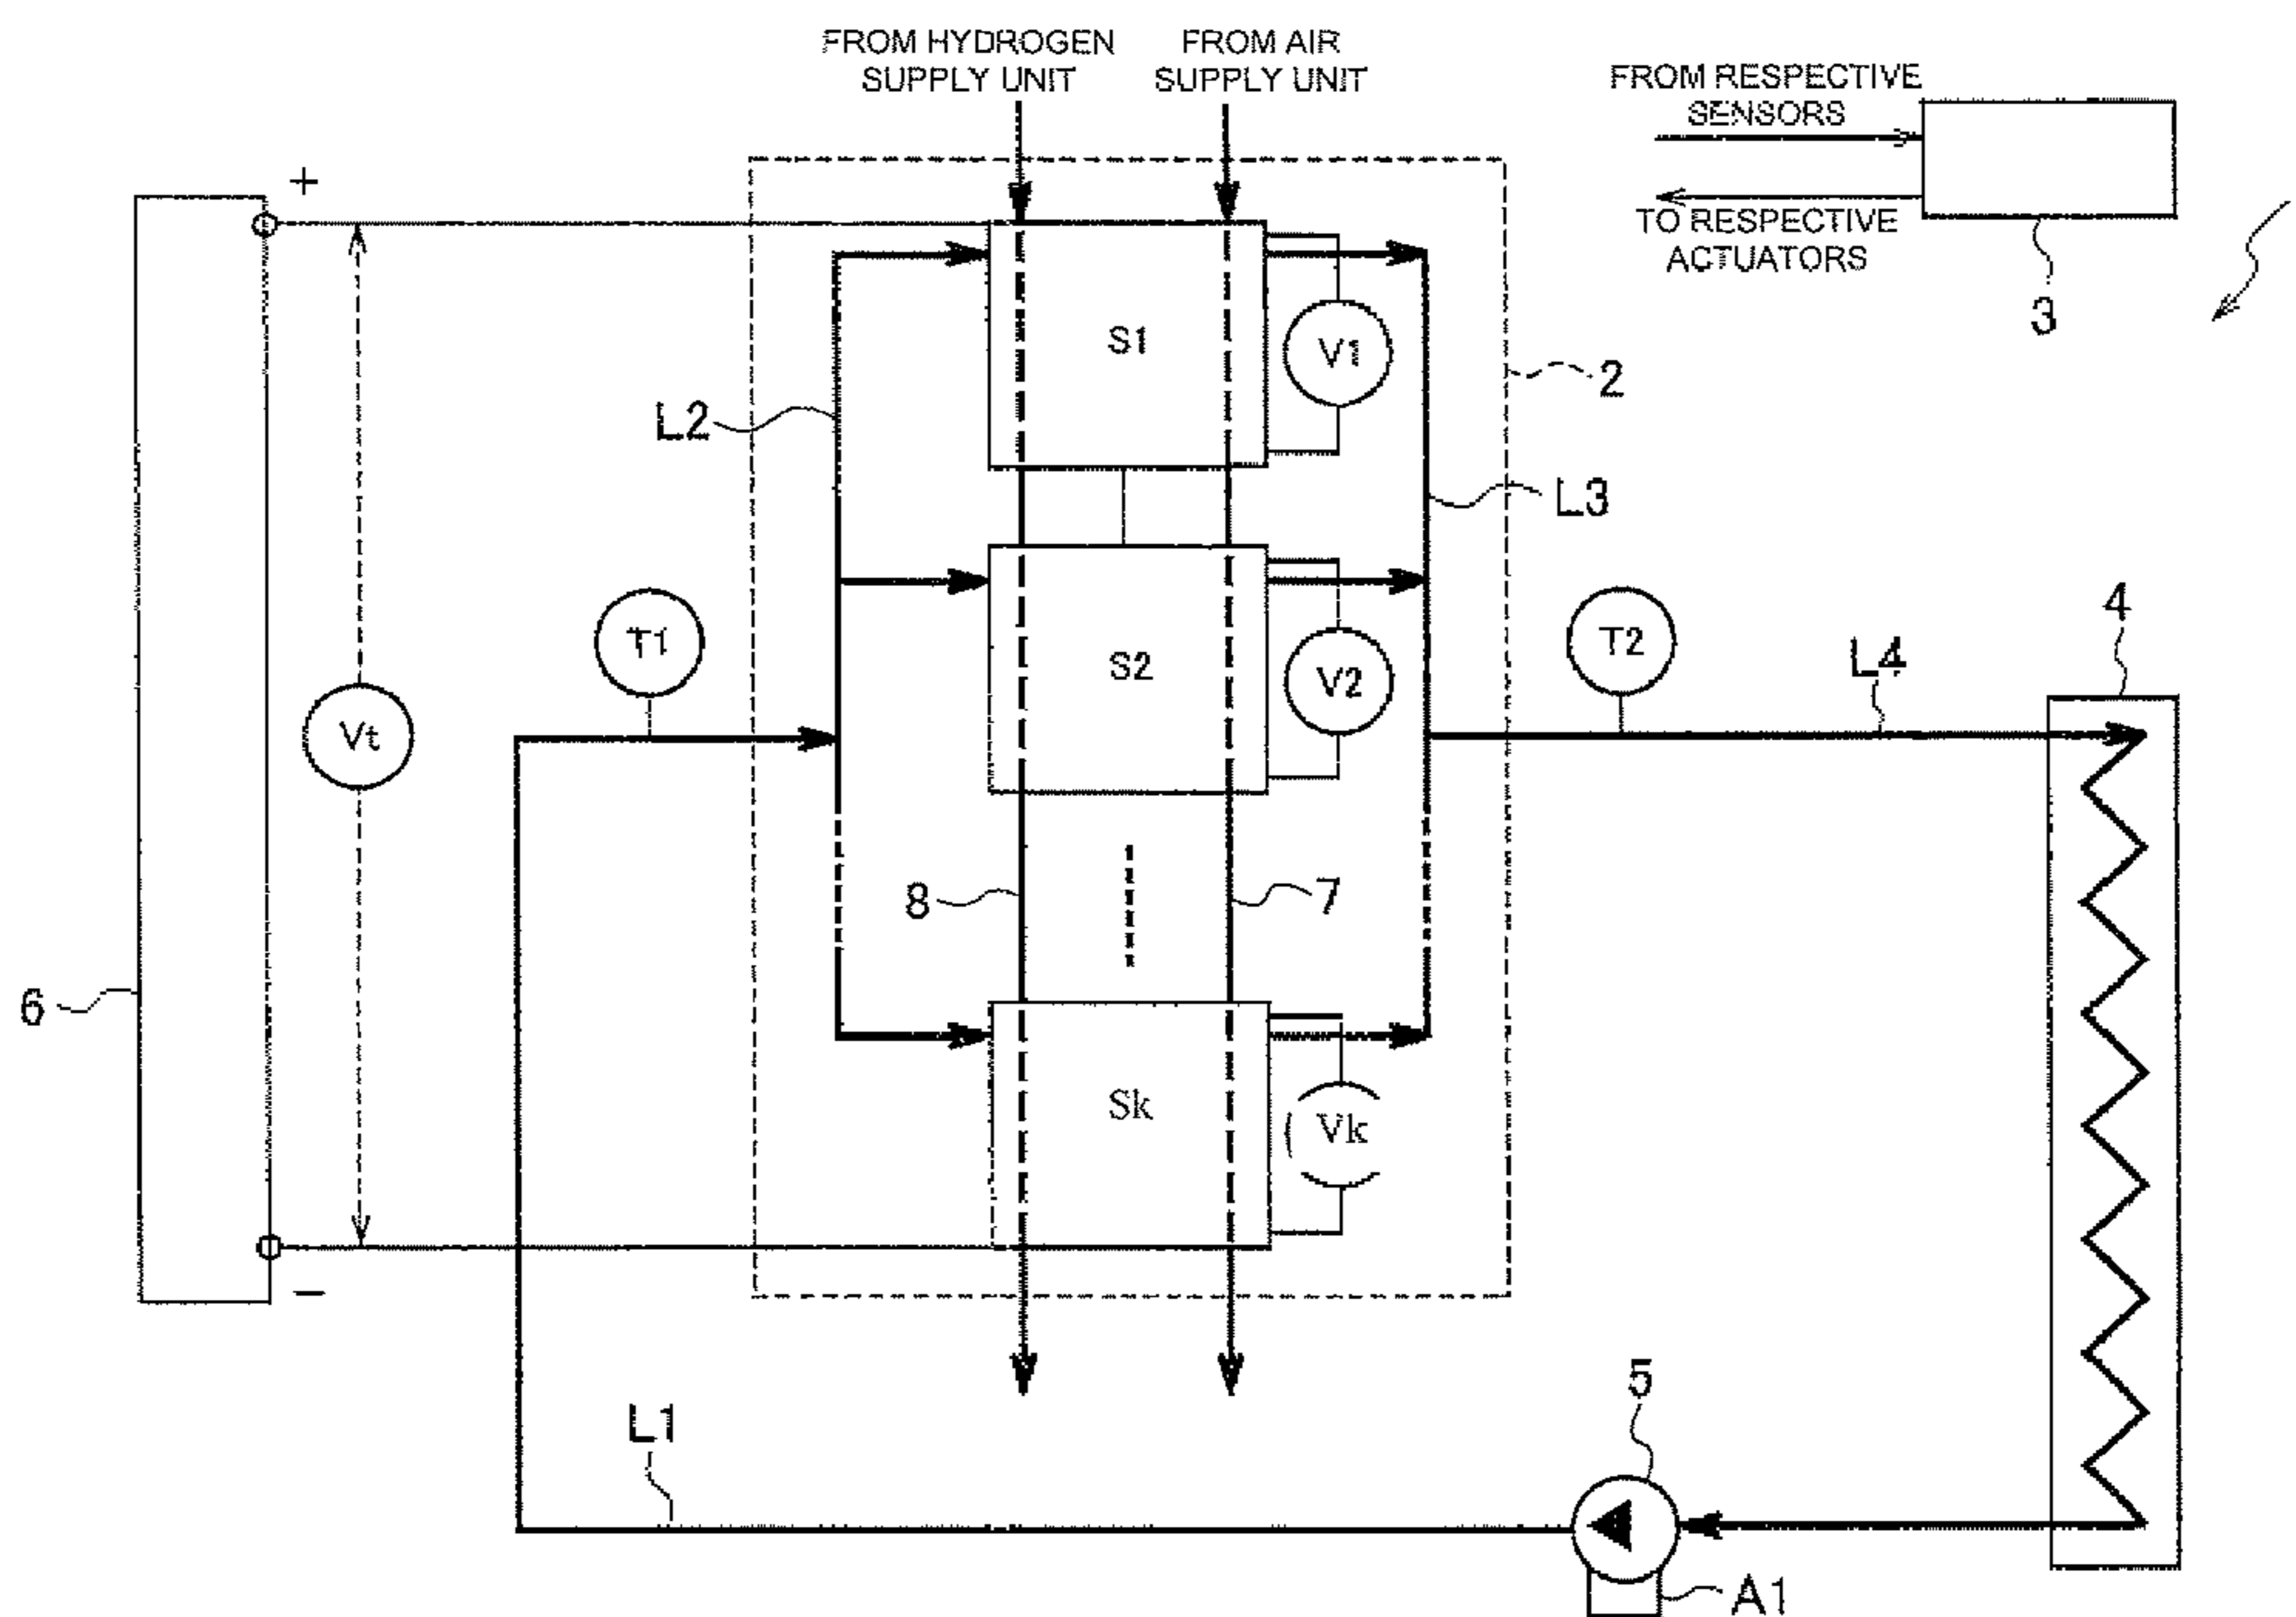 FROM HYDROGEN
SUPPLY UNIT
FROM AIR
SUPPLY UNIT
FROM RESPECTIVE
SENSORS
TO RESPECTIVE
ACTUATORS
3
+
S1
V1
2
L2
L3
T1
S2
V2
T2
L4
4
Vt
8
7
6
Sk
Vk
−
5
L1
A1